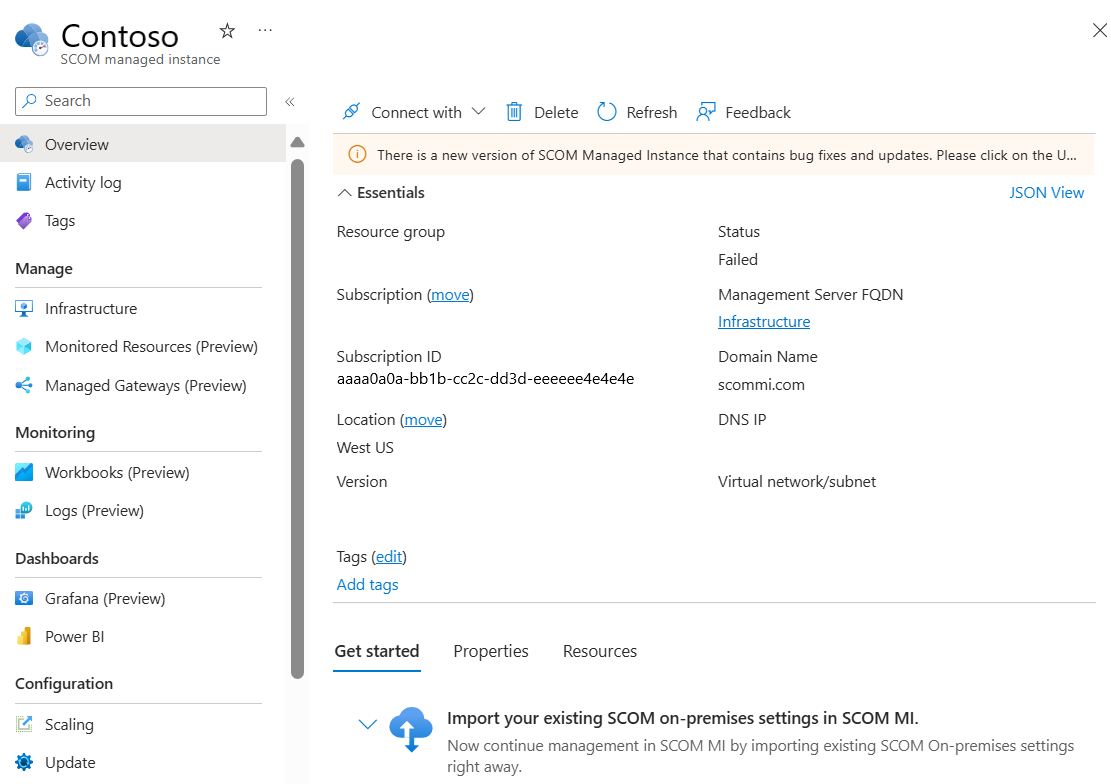 Contoso
SCOM managed instance
Search
Overview
Activity log
Tags
Manage
Infrastructure
Monitored Resources (Preview)
Managed Gateways (Preview)
Monitoring
Workbooks (Preview)
Logs (Preview)
Dashboards
Grafana (Preview)
Power BI
Configuration
Scaling
Update
Connect with
Delete
Refresh
Feedback
There is a new version of SCOM Managed Instance that contains bug fixes and updates. Please click on the U...
Essentials
JSON View
Resource group
Status
Failed
Subscription (move)
Management Server FQDN
Infrastructure
Subscription ID
aaaa0a0a-bb1b-cc2c-dd3d-eeeeee4e4e4e
Domain Name
scommi.com
Location (move)
West US
DNS IP
Version
Virtual network/subnet
Tags (edit)
Add tags
Get started
Properties
Resources
Import your existing SCOM on-premises settings in SCOM MI.
Now continue management in SCOM MI by importing existing SCOM On-premises settings
right away.